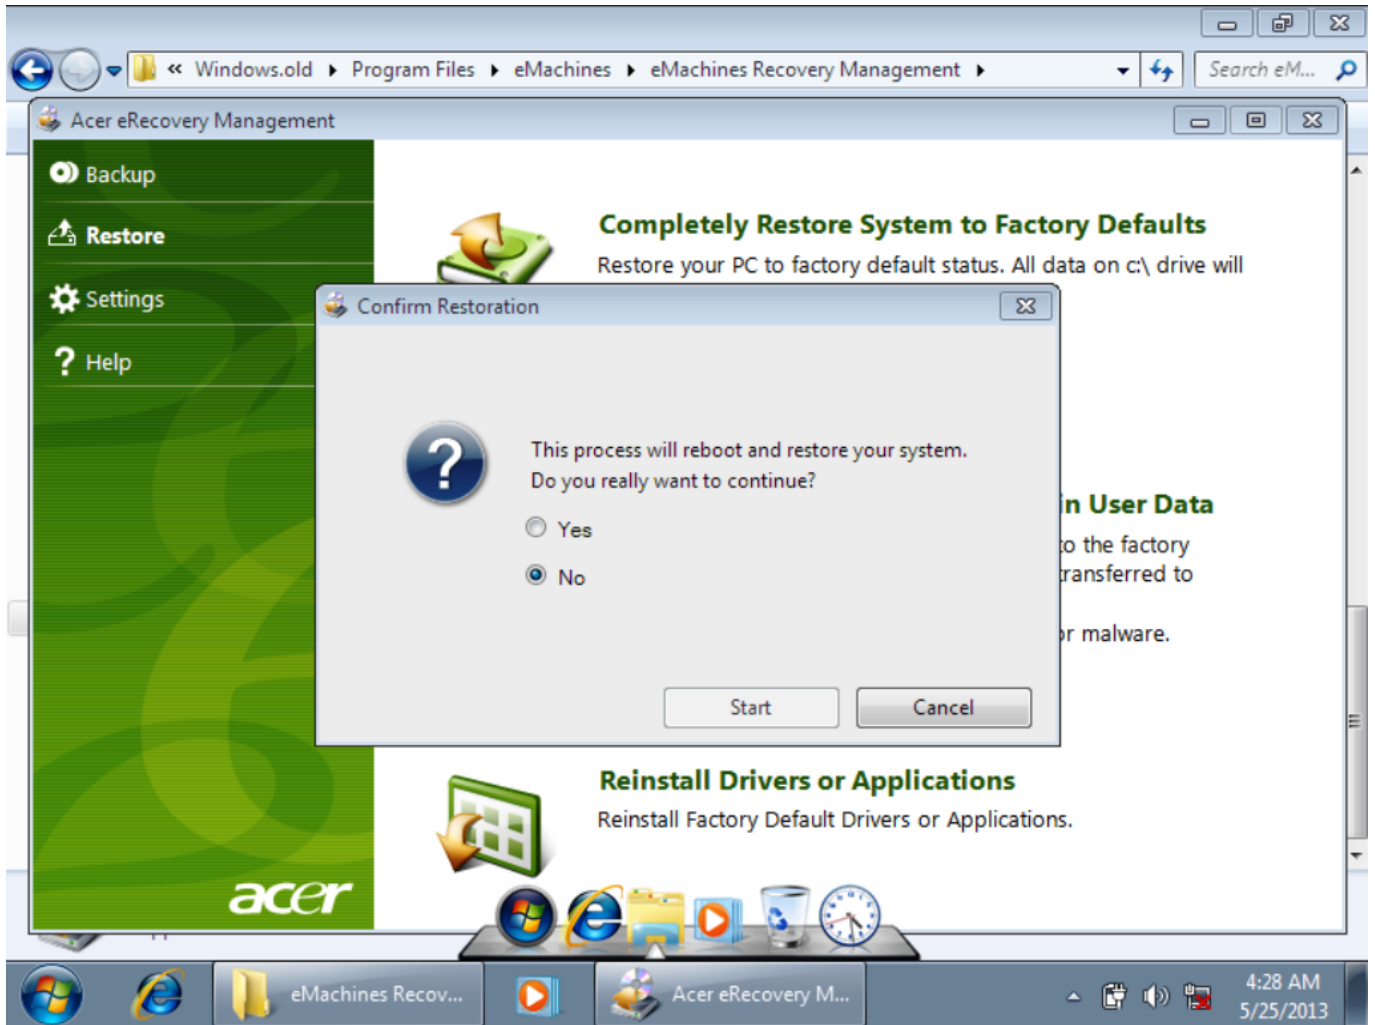 « Windows.old ▸ Program Files ▸ eMachines ▸ eMachines Recovery Management ▸
Search eM...
Acer eRecovery Management
Backup
Restore
Settings
Help
Completely Restore System to Factory Defaults
Restore your PC to factory default status. All data on c:\ drive will
Confirm Restoration
This process will reboot and restore your system.
Do you really want to continue?
Yes
No
Start
Cancel
in User Data
to the factory
transferred to
or malware.
Reinstall Drivers or Applications
Reinstall Factory Default Drivers or Applications.
acer
eMachines Recov...
Acer eRecovery M...
4:28 AM
5/25/2013